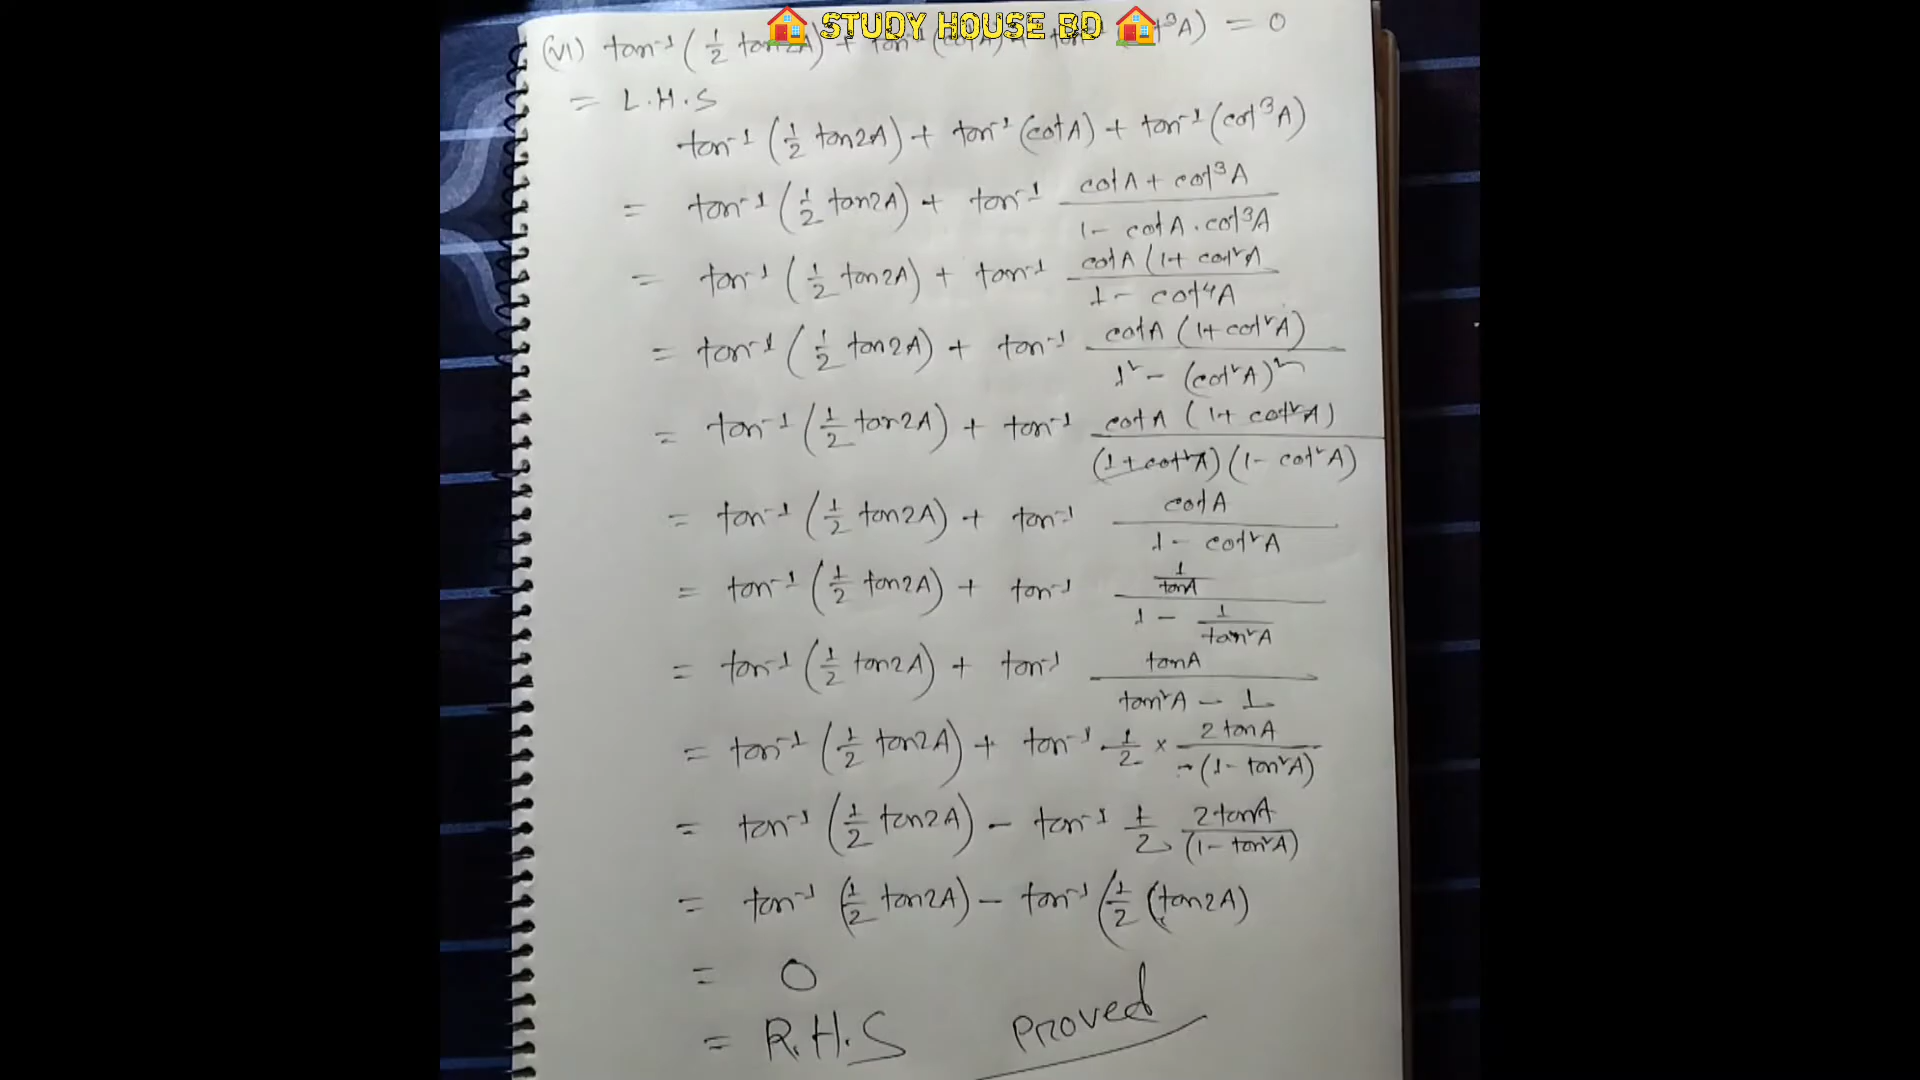 🏠 STUDY HOUSE BD 🏠
(VI) tan⁻¹ (1/2 tan2A) + tan⁻¹ (cotA) + tan⁻¹ (cot³A) = 0
= L.H.S
tan⁻¹ (1/2 tan2A) + tan⁻¹ (cotA) + tan⁻¹ (cot³A)
= tan⁻¹ (1/2 tan2A) + tan⁻¹ (cotA + cot³A)/(1 - cotA . cot³A)
= tan⁻¹ (1/2 tan2A) + tan⁻¹ (cotA (1 + cot²A)/(1 - cot⁴A)
= tan⁻¹ (1/2 tan2A) + tan⁻¹ (cotA (1 + cot²A))/(1² - (cot²A)²)
= tan⁻¹ (1/2 tan2A) + tan⁻¹ (cotA (1 + cot²A))/((1 + cot²A) (1 - cot²A))
= tan⁻¹ (1/2 tan2A) + tan⁻¹ (cotA)/(1 - cot²A)
= tan⁻¹ (1/2 tan2A) + tan⁻¹ (1/tanA)/(1 - 1/tan²A)
= tan⁻¹ (1/2 tan2A) + tan⁻¹ (tanA)/(tan²A - 1)
= tan⁻¹ (1/2 tan2A) + tan⁻¹ 1/2 × (2 tanA)/(-(1 - tan²A))
= tan⁻¹ (1/2 tan2A) - tan⁻¹ 1/2 (2 tanA)/((1 - tan²A))
= tan⁻¹ (1/2 tan2A) - tan⁻¹ (1/2 (tan2A)
= 0
= R.H.S Proved